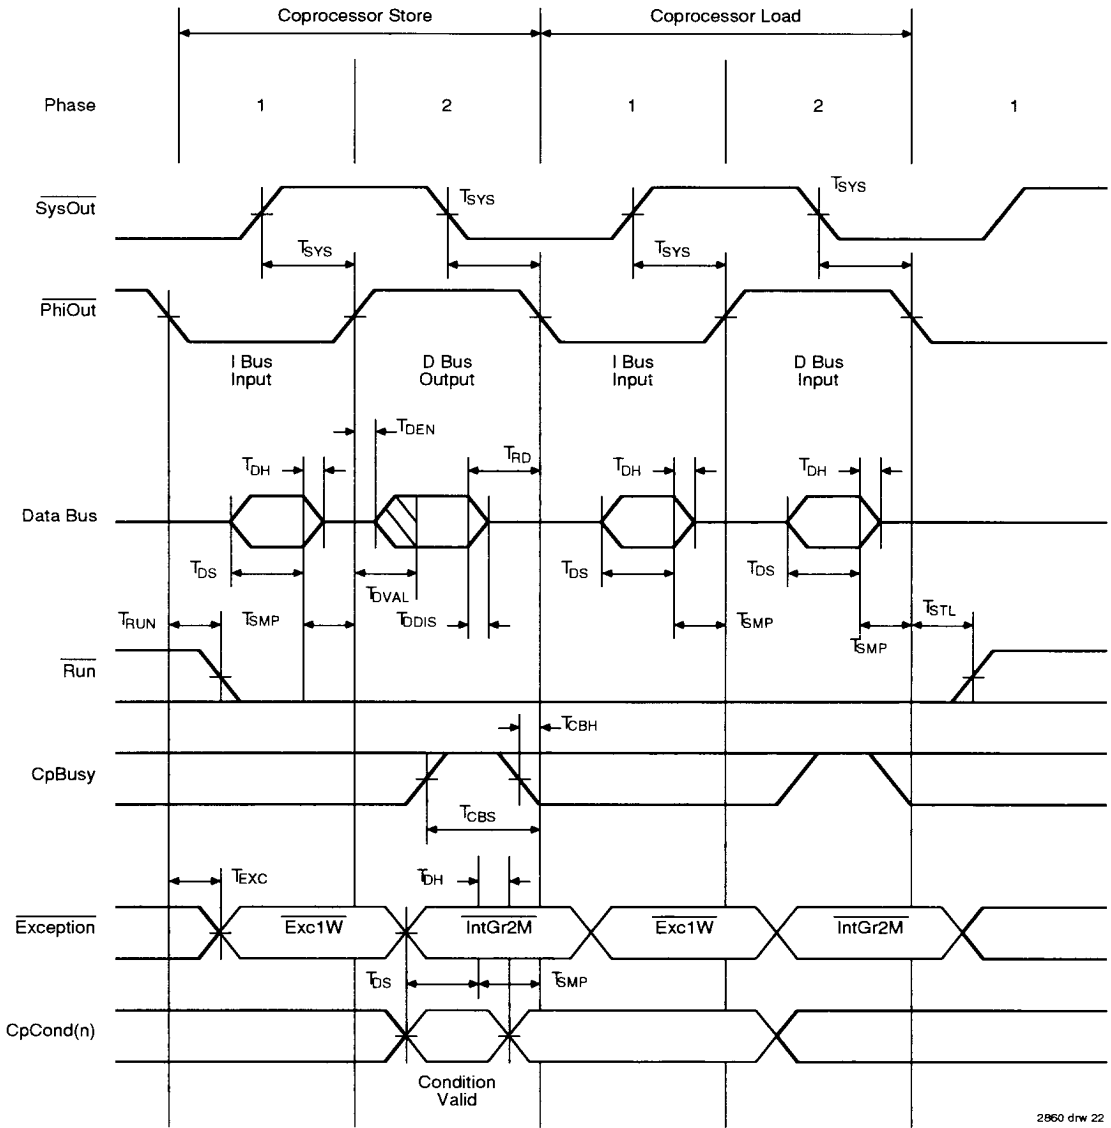 Coprocessor Store
Coprocessor Load
Phase
1
2
1
2
1
SysOut
TSYS
TSYS
TSYS
TSYS
PhiOut
I Bus
Input
D Bus
Output
I Bus
Input
D Bus
Input
TDEN
TDH
TRD
TDH
TDH
Data Bus
TDS
TDVAL
TDS
TDS
TRUN
TSMP
TDDIS
TSMP
TSMP
TSTL
Run
TCBH
CpBusy
TCBS
TEXC
TDH
Exception
Exc1W
IntGr2M
Exc1W
IntGr2M
TDS
TSMP
CpCond(n)
Condition
Valid
2860 drw 22